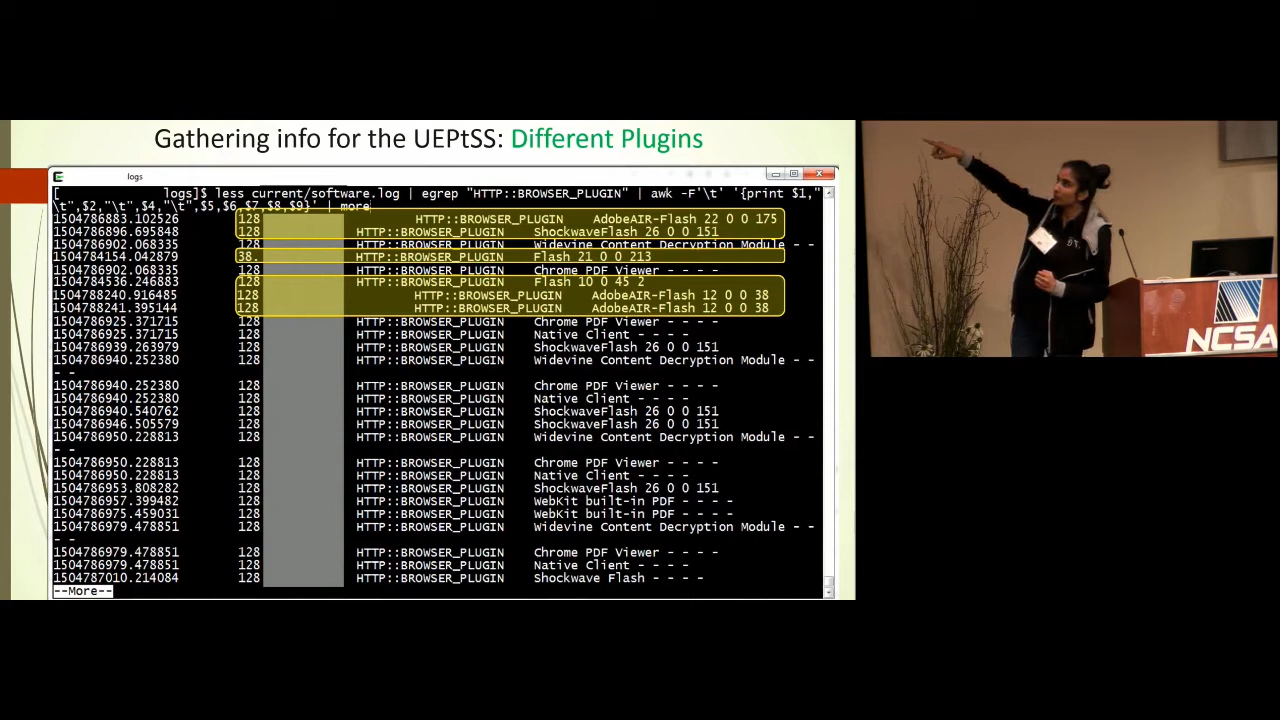 Gathering info for the UEPtSS: Different Plugins
logs
[ logs]$ less current/software.log | egrep "HTTP::BROWSER_PLUGIN" | awk -F'\t' '{print $1,"
\t",$2,"\t",$4,"\t",$5,$6,$7,$8,$9}' | more
1504786883.102526 128 HTTP::BROWSER_PLUGIN AdobeAIR-Flash 22 0 0 175
1504786896.695848 128 HTTP::BROWSER_PLUGIN ShockwaveFlash 26 0 0 151
1504786902.068335 128 HTTP::BROWSER_PLUGIN Widevine Content Decryption Module - -
1504784154.042879 38. HTTP::BROWSER_PLUGIN Flash 21 0 0 213
1504786902.068335 128 HTTP::BROWSER_PLUGIN Chrome PDF Viewer - - - -
1504784536.246883 128 HTTP::BROWSER_PLUGIN Flash 10 0 45 2
1504788240.916485 128 HTTP::BROWSER_PLUGIN AdobeAIR-Flash 12 0 0 38
1504788241.395144 128 HTTP::BROWSER_PLUGIN AdobeAIR-Flash 12 0 0 38
1504786925.371715 128 HTTP::BROWSER_PLUGIN Chrome PDF Viewer - - - -
1504786925.371715 128 HTTP::BROWSER_PLUGIN Native Client - - - -
1504786939.263979 128 HTTP::BROWSER_PLUGIN ShockwaveFlash 26 0 0 151
1504786940.252380 128 HTTP::BROWSER_PLUGIN Widevine Content Decryption Module - -
- -
1504786940.252380 128 HTTP::BROWSER_PLUGIN Chrome PDF Viewer - - - -
1504786940.252380 128 HTTP::BROWSER_PLUGIN Native Client - - - -
1504786940.540762 128 HTTP::BROWSER_PLUGIN ShockwaveFlash 26 0 0 151
1504786946.505579 128 HTTP::BROWSER_PLUGIN ShockwaveFlash 26 0 0 151
1504786950.228813 128 HTTP::BROWSER_PLUGIN Widevine Content Decryption Module - -
- -
1504786950.228813 128 HTTP::BROWSER_PLUGIN Chrome PDF Viewer - - - -
1504786950.228813 128 HTTP::BROWSER_PLUGIN Native Client - - - -
1504786953.808282 128 HTTP::BROWSER_PLUGIN ShockwaveFlash 26 0 0 151
1504786957.399482 128 HTTP::BROWSER_PLUGIN WebKit built-in PDF - - - -
1504786975.459031 128 HTTP::BROWSER_PLUGIN WebKit built-in PDF - - - -
1504786979.478851 128 HTTP::BROWSER_PLUGIN Widevine Content Decryption Module - -
- -
1504786979.478851 128 HTTP::BROWSER_PLUGIN Chrome PDF Viewer - - - -
1504786979.478851 128 HTTP::BROWSER_PLUGIN Native Client - - - -
1504787010.214084 128 HTTP::BROWSER_PLUGIN Shockwave Flash - - - -
--More--
NCSA